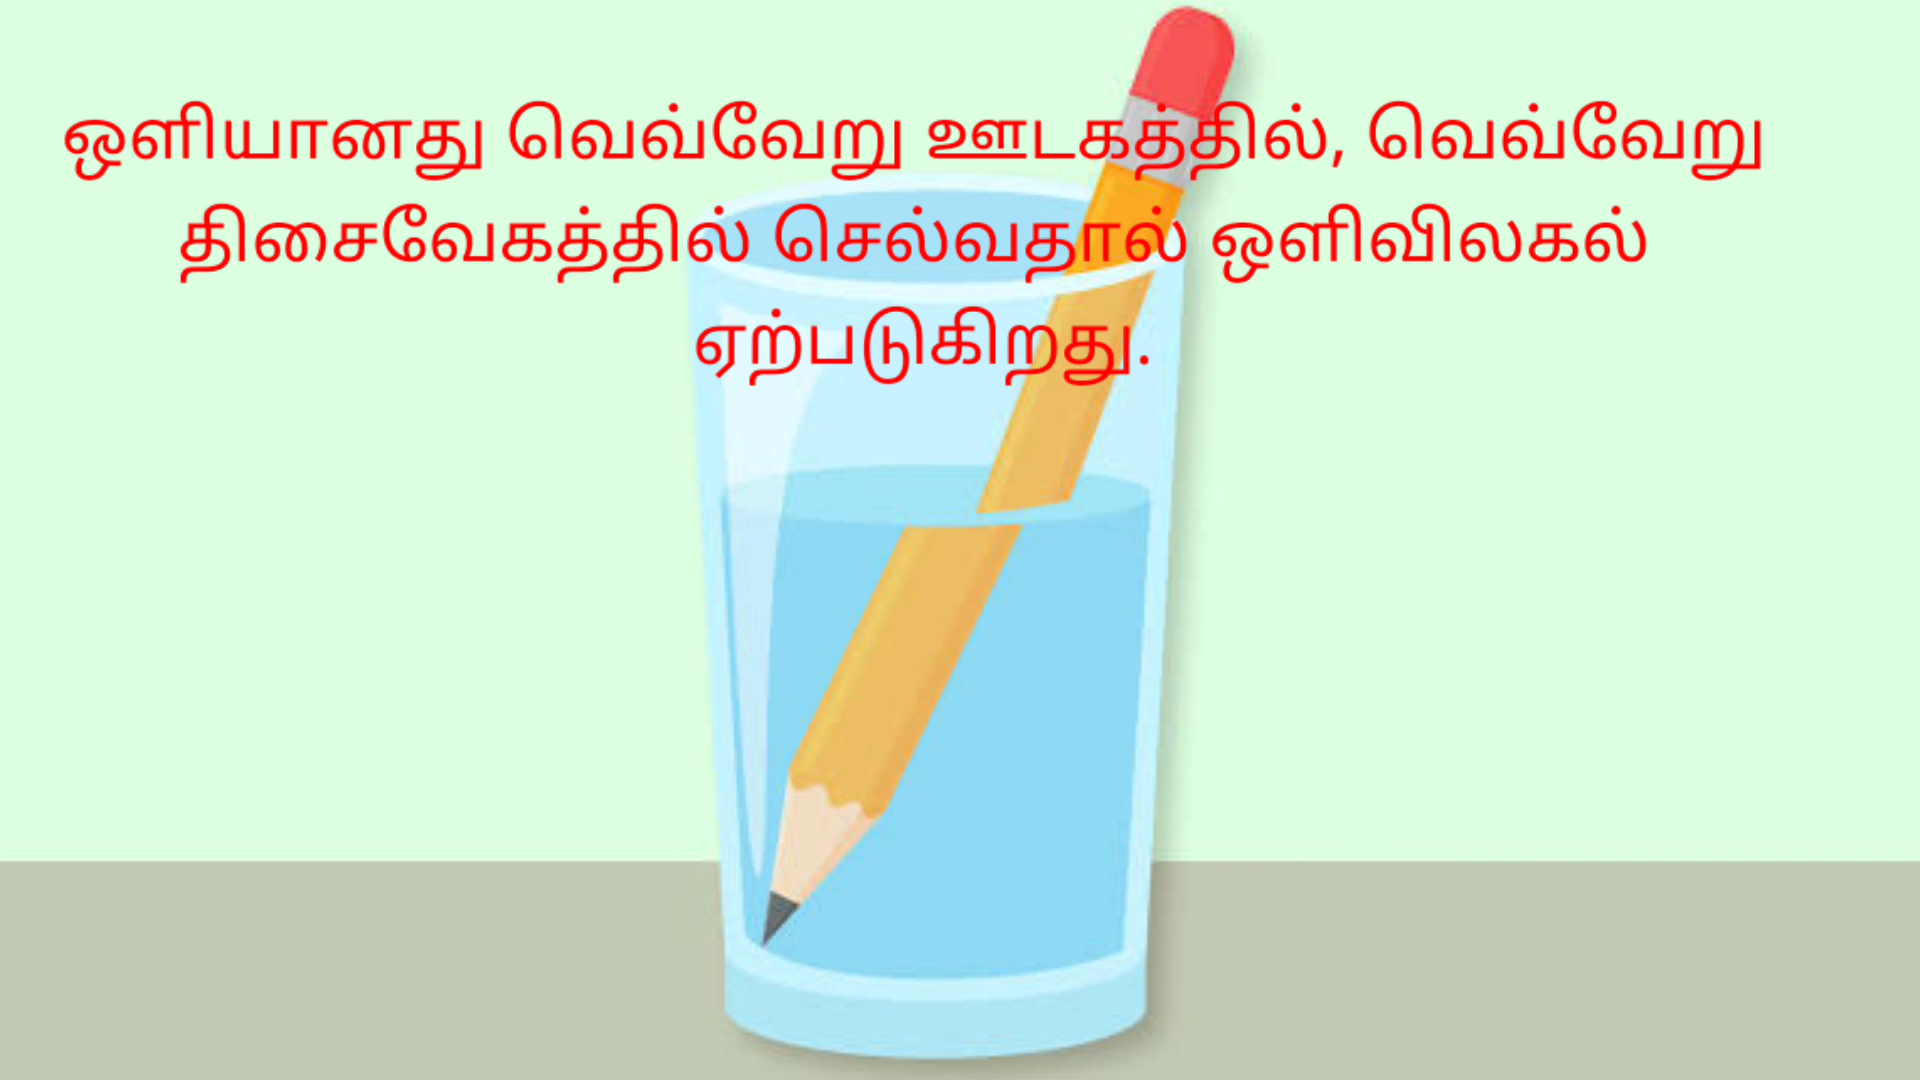 ஒளியானது வெவ்வேறு ஊடகத்தில், வெவ்வேறு
திசைவேகத்தில் செல்வதால் ஒளிவிலகல்
ஏற்படுகிறது.